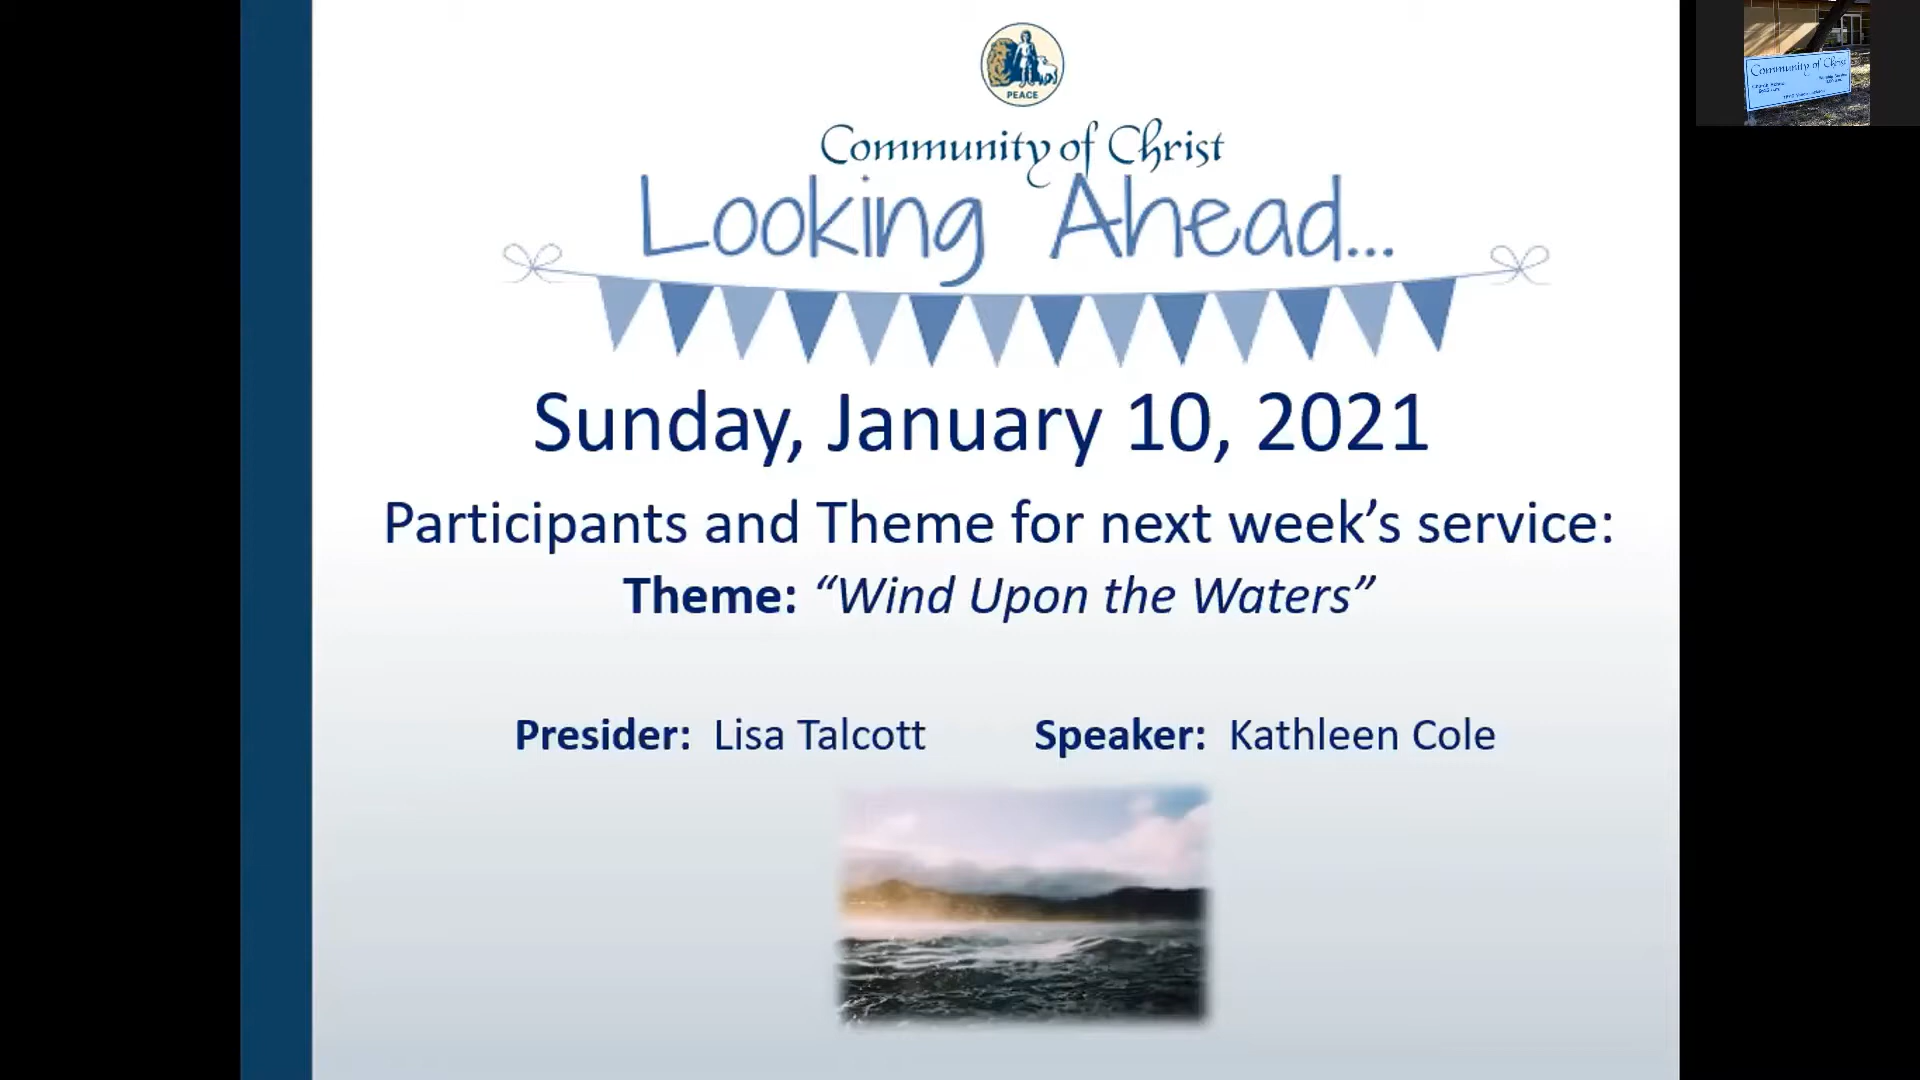 PEACE
Community of Christ
Looking Ahead...
Sunday, January 10, 2021
Participants and Theme for next week’s service:
Theme: “Wind Upon the Waters”
Presider: Lisa Talcott Speaker: Kathleen Cole
Community of Christ